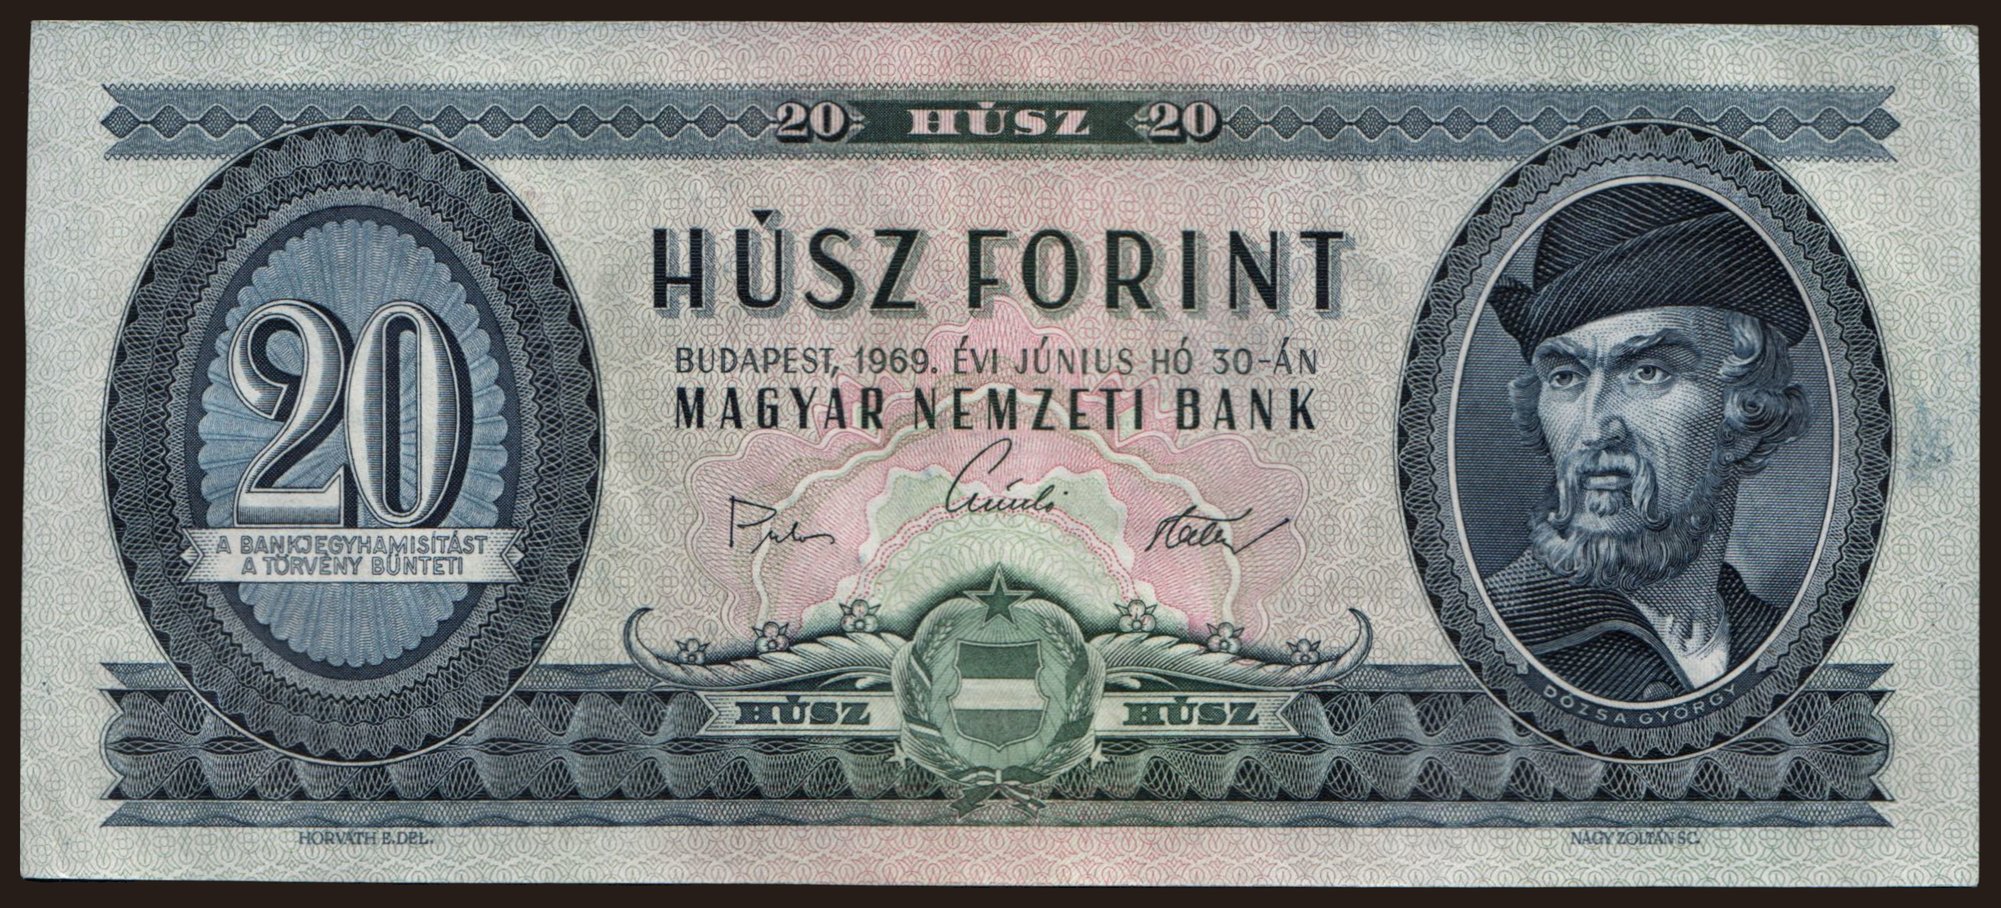 20 HÚSZ 20
HÚSZ FORINT
BUDAPEST, 1969. ÉVI JÚNIUS HÓ 30-ÁN
MAGYAR NEMZETI BANK
20
A BANKJEGYHAMISÍTÁST
A TÖRVÉNY BÜNTETI
HÚSZ HÚSZ
DÓZSA GYÖRGY
HORVÁTH E. DEL.
NAGY ZOLTÁN SC.